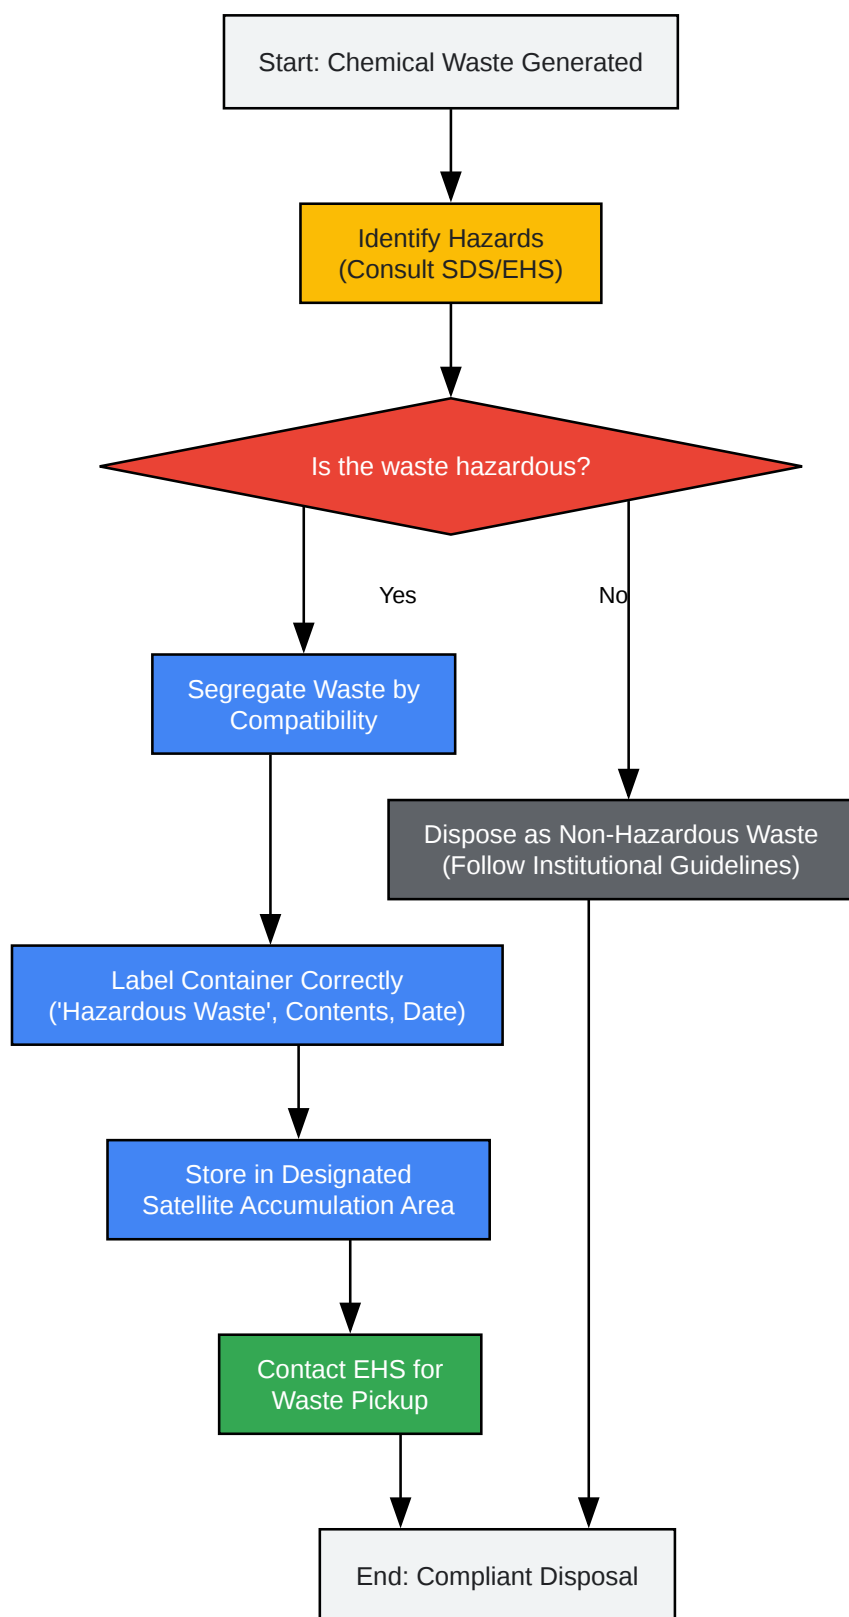 Start: Chemical Waste Generated
Identify Hazards
(Consult SDS/EHS)
Is the waste hazardous?
Yes
No
Segregate Waste by
Compatibility
Dispose as Non-Hazardous Waste
(Follow Institutional Guidelines)
Label Container Correctly
('Hazardous Waste', Contents, Date)
Store in Designated
Satellite Accumulation Area
Contact EHS for
Waste Pickup
End: Compliant Disposal